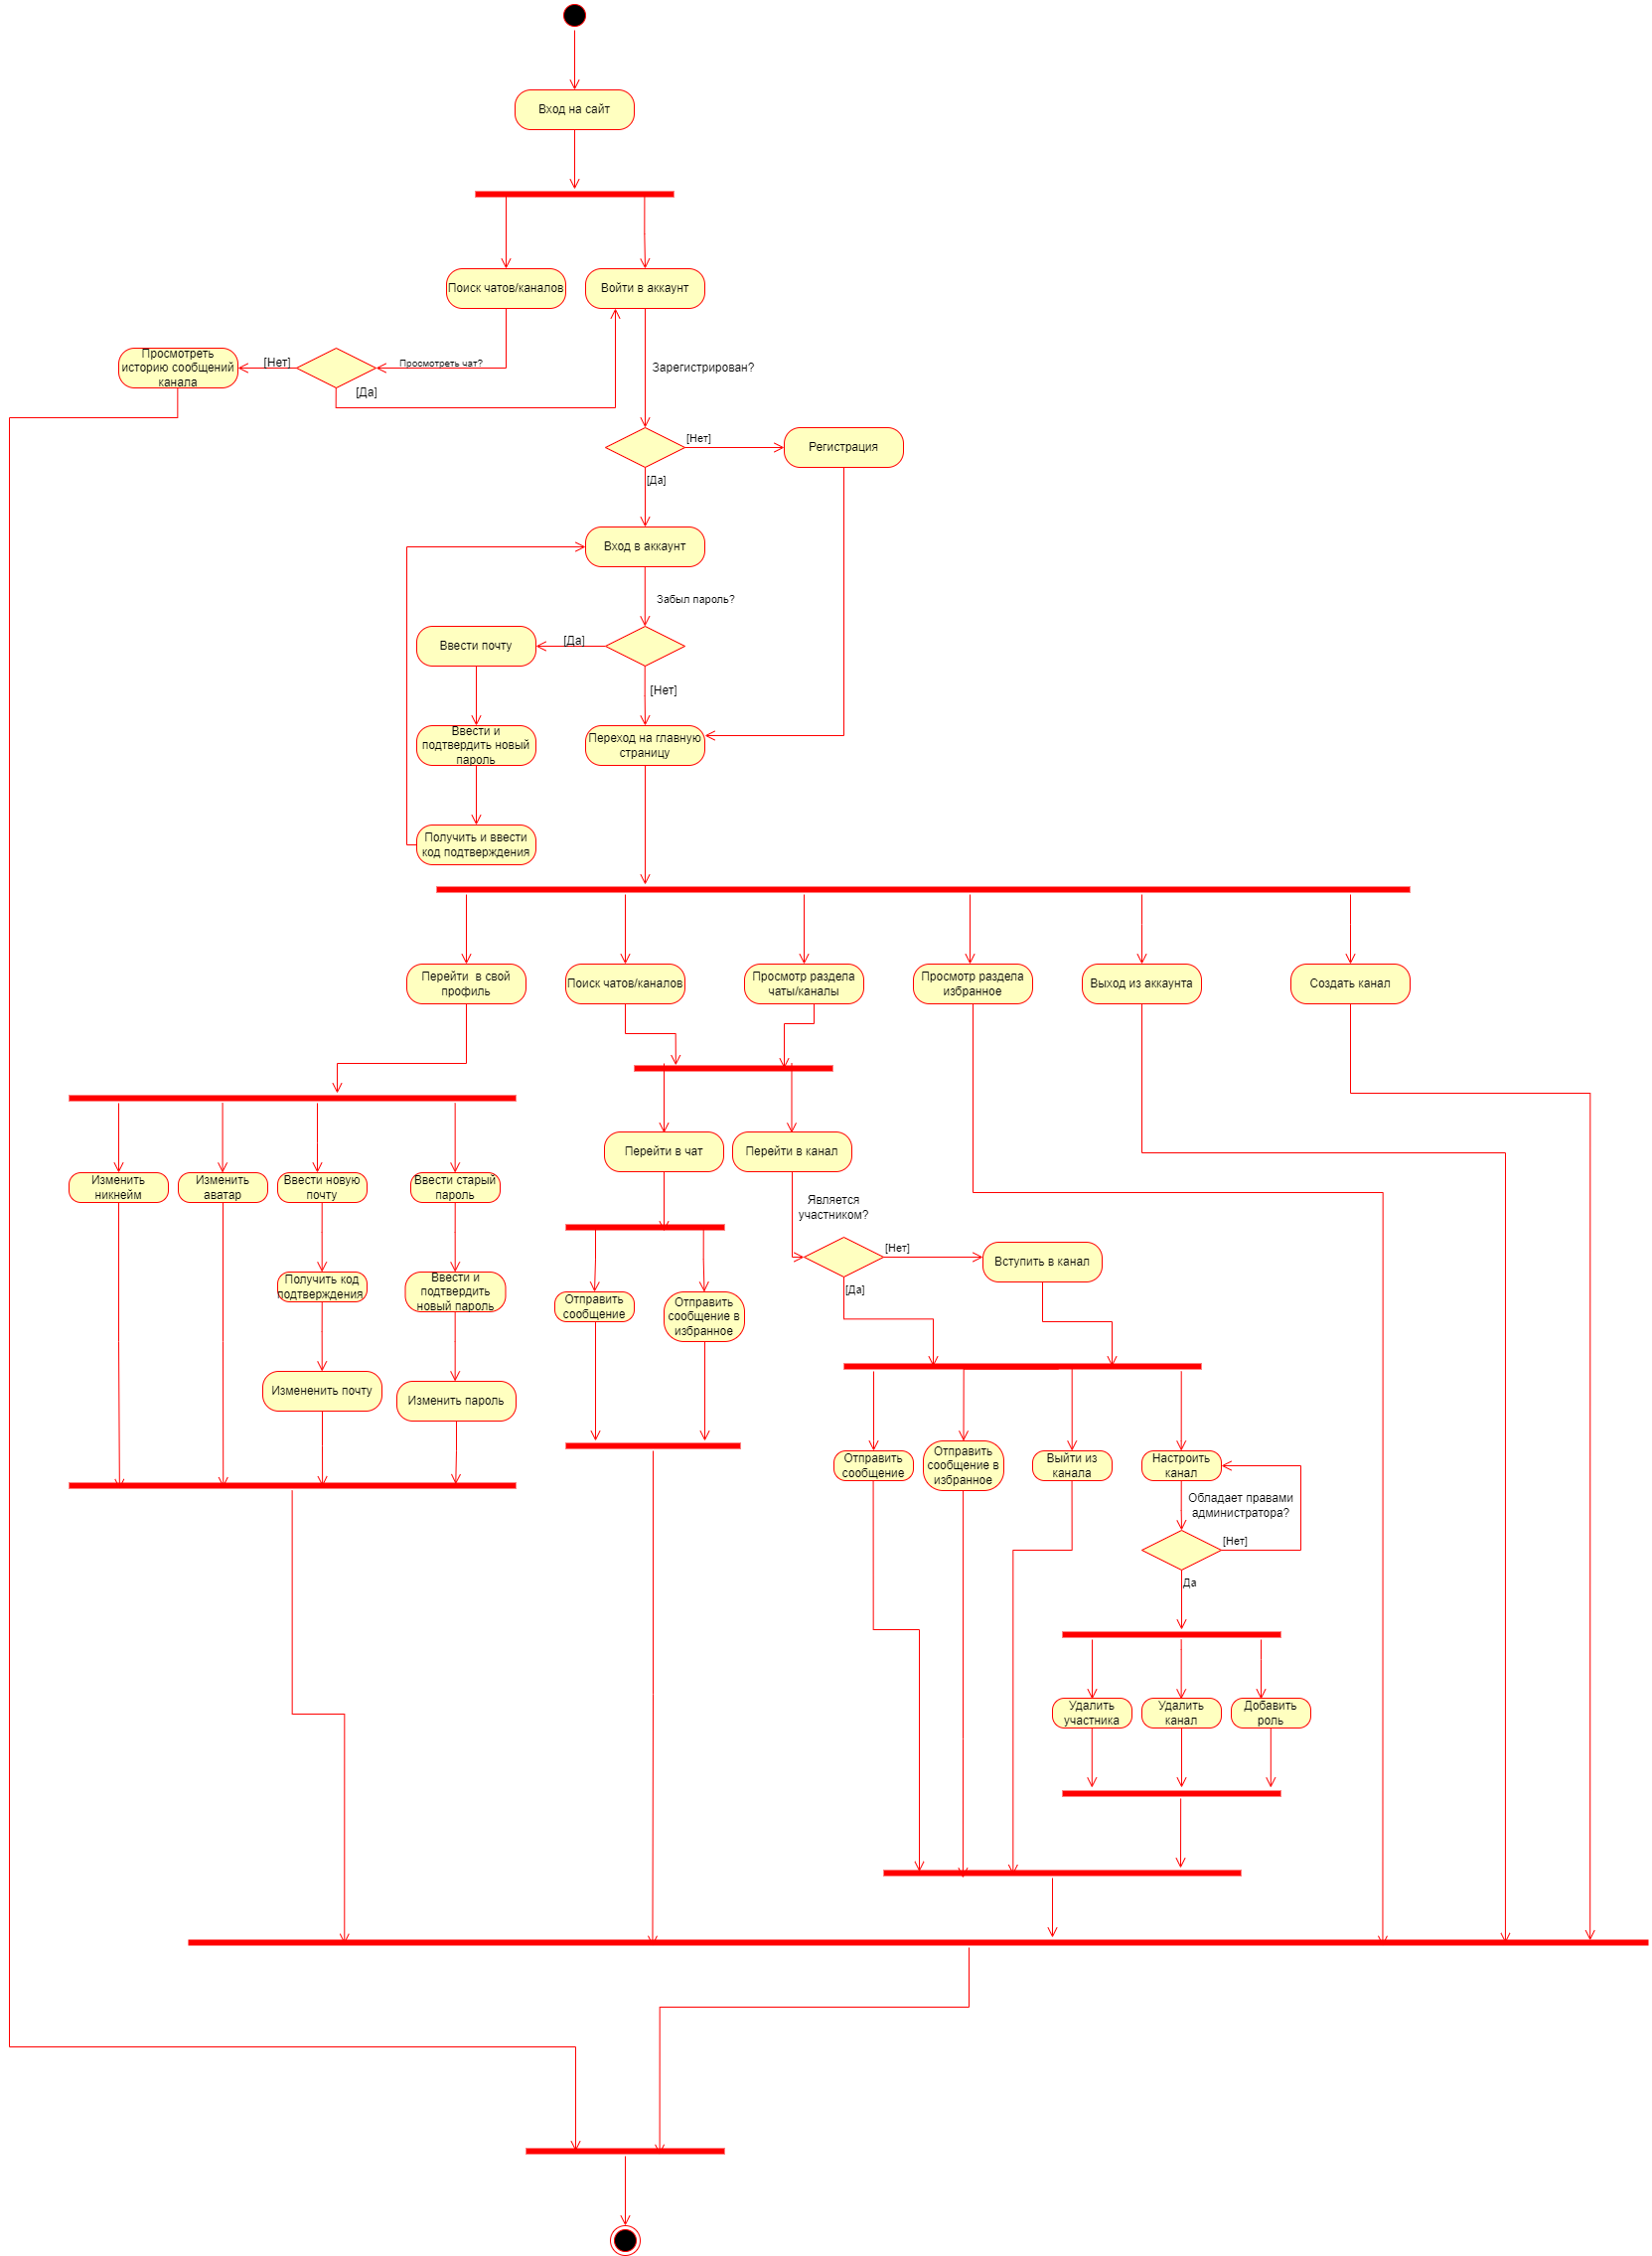 Вход на сайт
Поиск чатов/каналов
Войти в аккаунт
Просмотреть
историю сообщений
канала
[Нет]
Просмотреть чат?
[Да]
Зарегистрирован?
[Нет]
Регистрация
[Да]
Вход в аккаунт
Забыл пароль?
Ввести почту
[Да]
[Нет]
Ввести и
подтвердить новый
пароль
Переход на главную
страницу
Получить и ввести
код подтверждения
Перейти  в свой
профиль
Поиск чатов/каналов
Просмотр раздела
чаты/каналы
Просмотр раздела
избранное
Выход из аккаунта
Создать канал
Перейти в чат
Перейти в канал
Изменить
никнейм
Изменить
аватар
Ввести новую
почту
Ввести старый
пароль
Является
участником?
[Нет]
Вступить в канал
[Да]
Получить код
подтверждения
Ввести и
подтвердить
новый пароль
Отправить
сообщение
Отправить
сообщение в
избранное
Измененить почту
Изменить пароль
Отправить
сообщение
Отправить
сообщение в
избранное
Выйти из
канала
Настроить
канал
Обладает правами
администратора?
[Нет]
Да
Удалить
участника
Удалить
канал
Добавить
роль